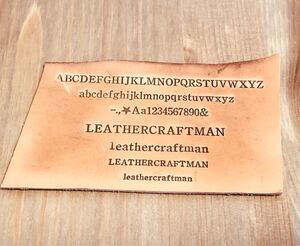 ABCDEFGHIJKLMNOPQRSTUVWXYZ
abcdefghijklmnopqrstuvwxyz
-.,★Aa1234567890&
LEATHERCRAFTMAN
leathercraftman
LEATHERCRAFTMAN
leathercraftman